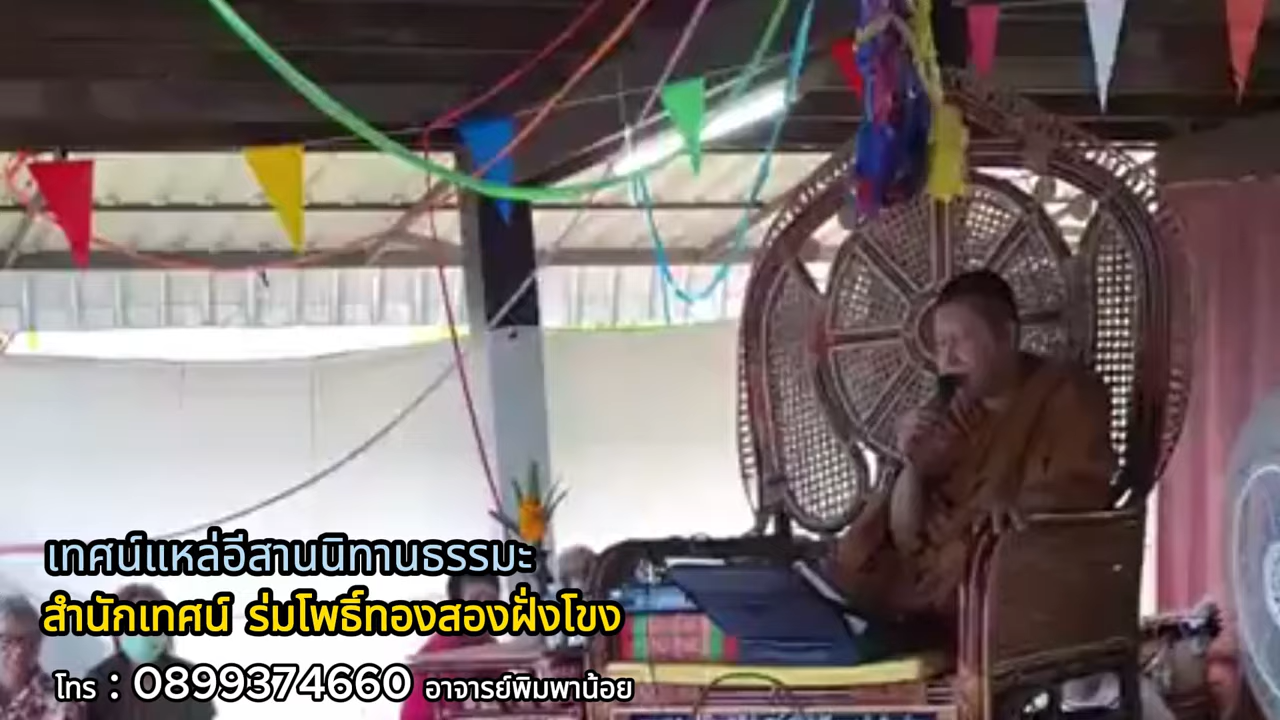 เทศน์แหล่อีสานนิทานธรรมะ
สำนักเทศน์ ร่มโพธิ์ทองสองฝั่งโขง
โทร : 0899374660 อาจารย์พิมพาน้อย